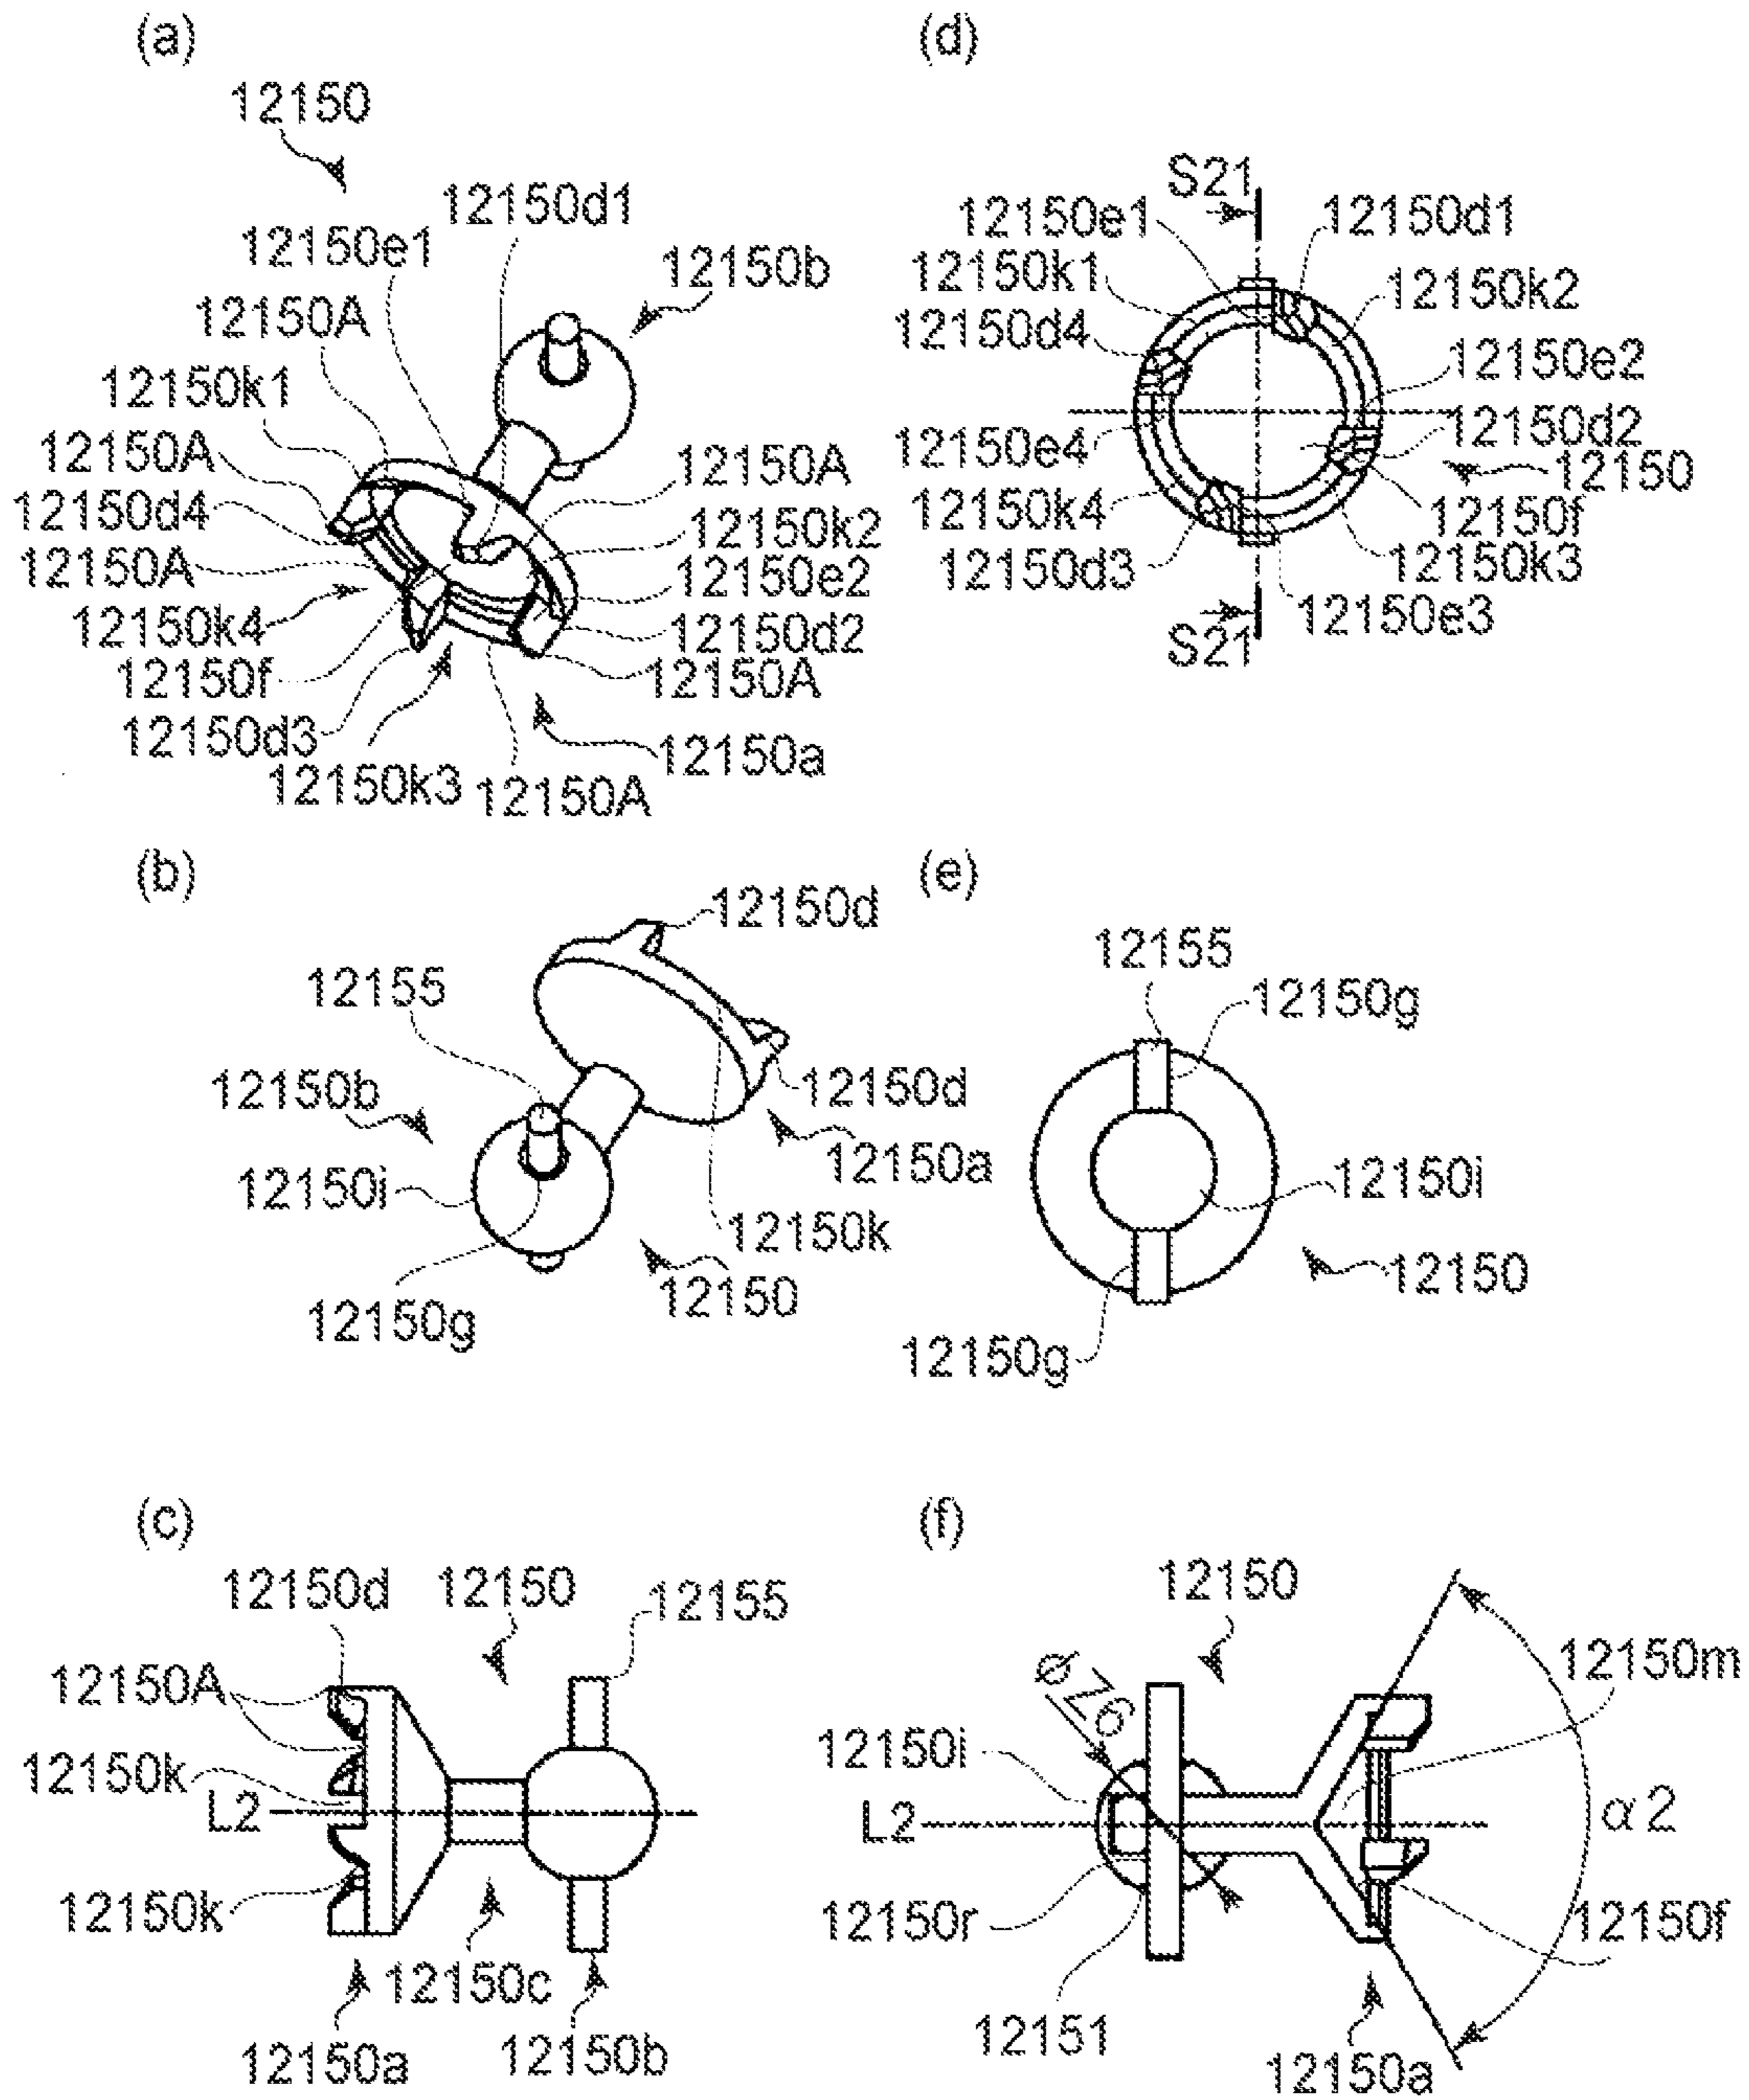 (a)
12150
12150d1
12150e1
12150b
12150A
12150k1
12150A
12150A
12150d4
12150k2
12150A
12150e2
12150k4
12150d2
12150f
12150A
12150d3
12150a
12150k3
12150A
(d)
S21
12150e1
12150d1
12150k1
12150k2
12150d4
12150e2
12150e4
12150d2
12150
12150k4
12150f
12150d3
12150k3
12150e3
S21
(b)
12150d
12155
12150b
12150d
12150a
12150i
12150k
12150
12150g
(e)
12155
12150g
12150i
12150
12150g
(c)
12150d
12150
12155
12150A
12150k
L2
12150k
12150c
12150a
12150b
(f)
12150
12150m
øZ6
12150i
L2
α2
12150r
12150f
12151
12150a